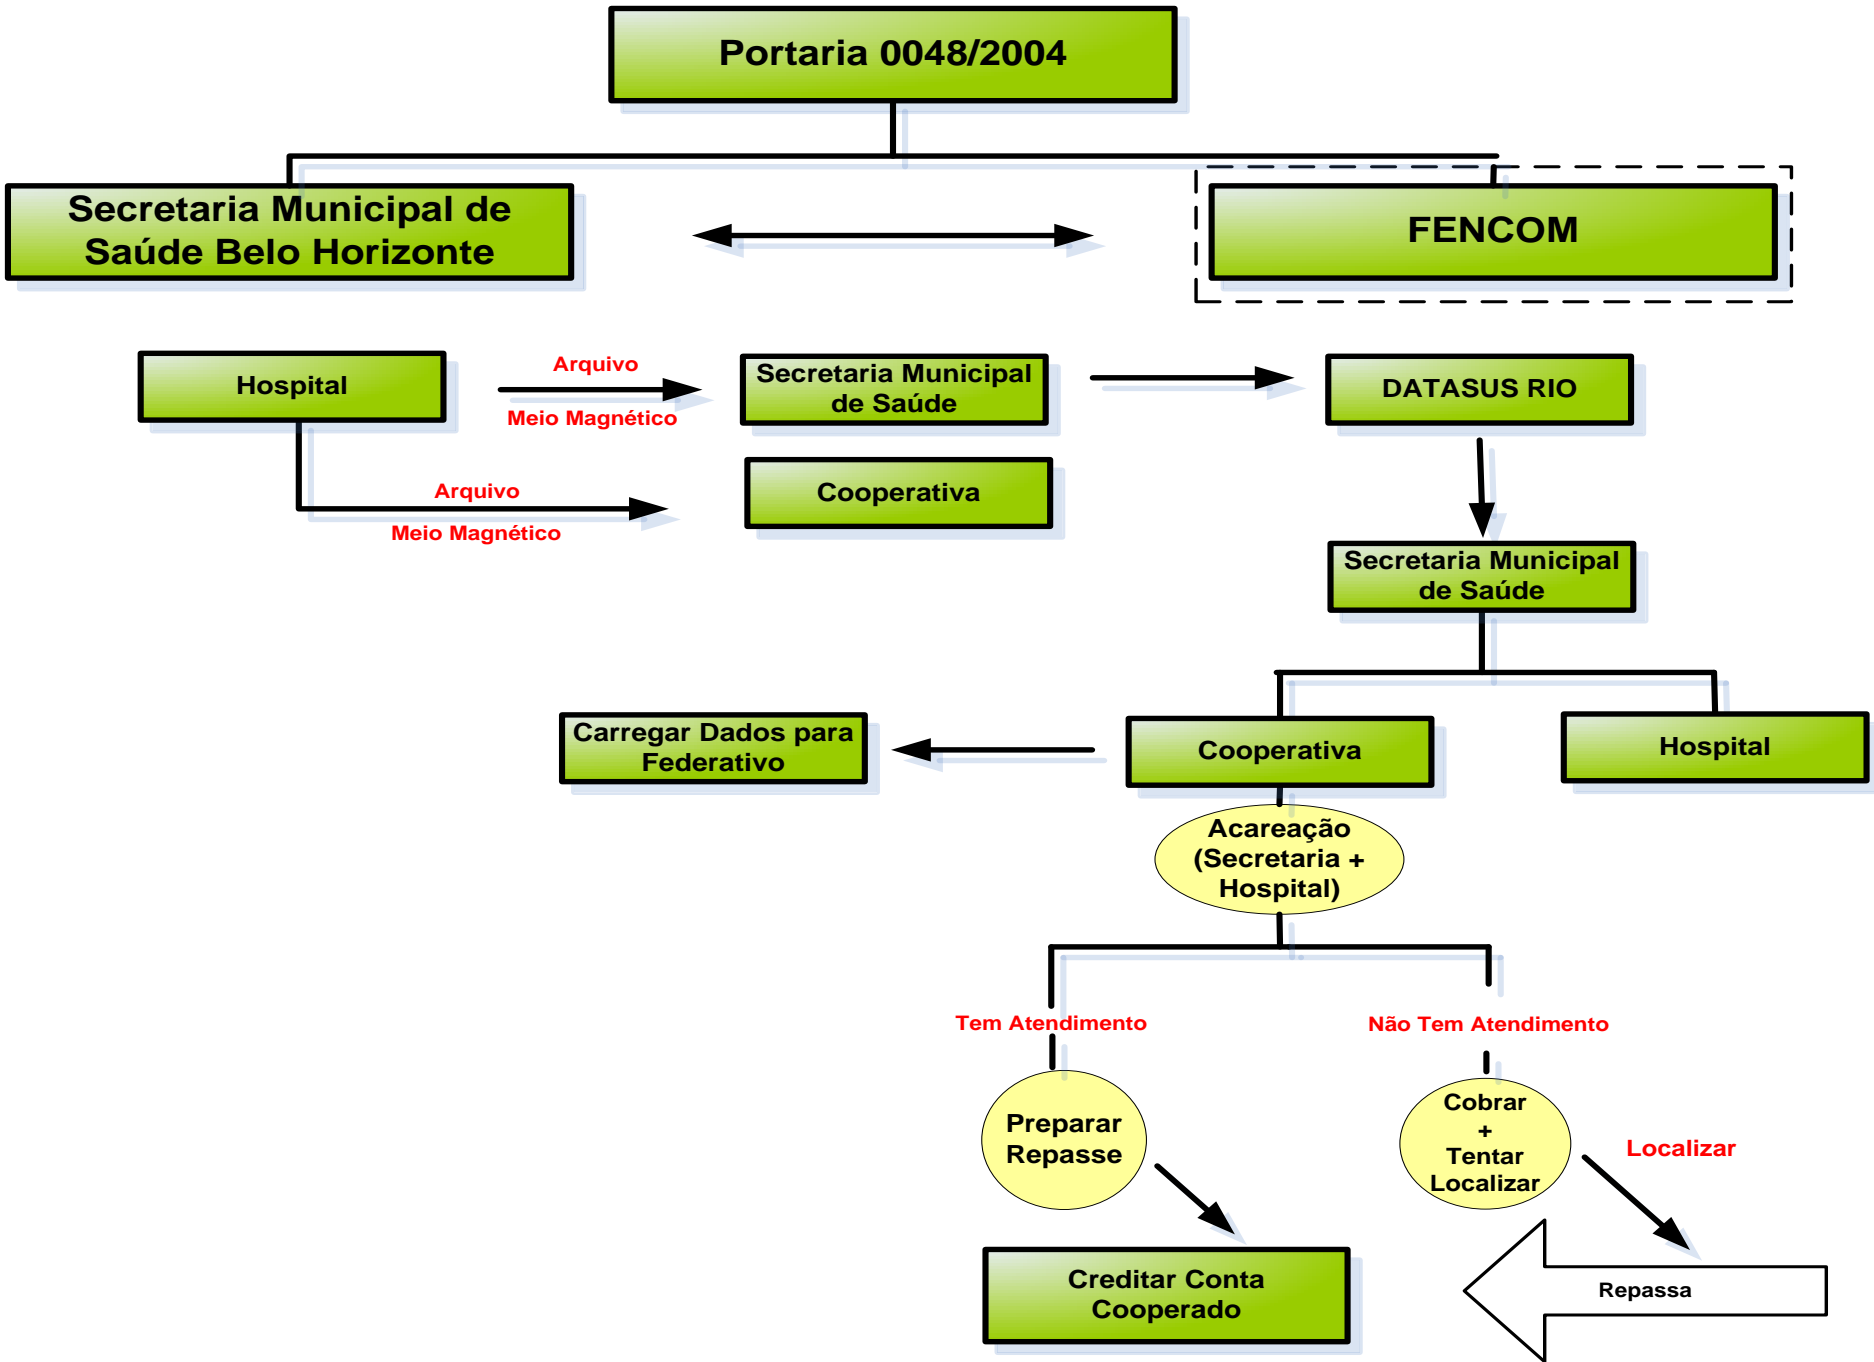 Portaria 0048/2004
Secretaria Municipal de
Saúde Belo Horizonte
FENCOM
Hospital
Arquivo
Meio Magnético
Secretaria Municipal
de Saúde
DATASUS RIO
Arquivo
Meio Magnético
Cooperativa
Secretaria Municipal
de Saúde
Carregar Dados para
Federativo
Cooperativa
Hospital
Acareação
(Secretaria +
Hospital)
Tem Atendimento
Não Tem Atendimento
Preparar
Repasse
Cobrar
+
Tentar
Localizar
Localizar
Creditar Conta
Cooperado
Repassa